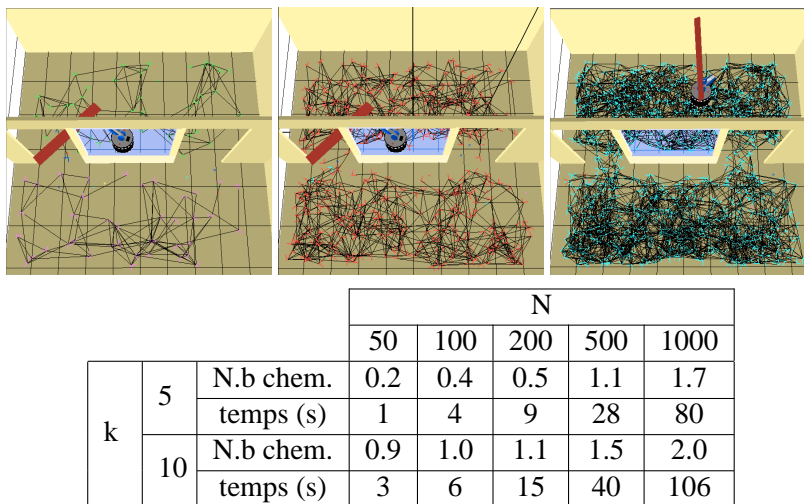 N
50 100 200 500 1000
k 5 N.b chem. 0.2 0.4 0.5 1.1 1.7
temps (s) 1 4 9 28 80
10 N.b chem. 0.9 1.0 1.1 1.5 2.0
temps (s) 3 6 15 40 106